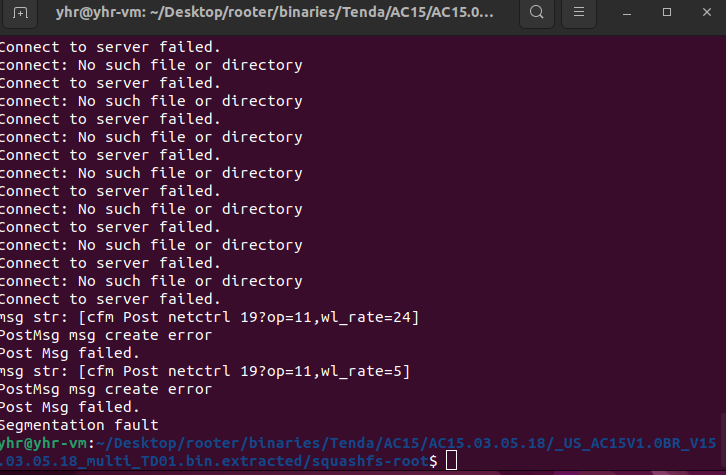 yhr@yhr-vm: ~/Desktop/rooter/binaries/Tenda/AC15/AC15.0...
Connect to server failed.
connect: No such file or directory
Connect to server failed.
connect: No such file or directory
Connect to server failed.
connect: No such file or directory
Connect to server failed.
connect: No such file or directory
Connect to server failed.
connect: No such file or directory
Connect to server failed.
connect: No such file or directory
Connect to server failed.
connect: No such file or directory
Connect to server failed.
msg str: [cfm Post netctrl 19?op=11,wl_rate=24]
PostMsg msg create error
Post Msg failed.
msg str: [cfm Post netctrl 19?op=11,wl_rate=5]
PostMsg msg create error
Post Msg failed.
Segmentation fault
yhr@yhr-vm:~/Desktop/rooter/binaries/Tenda/AC15/AC15.03.05.18/_US_AC15V1.0BR_V15
.03.05.18_multi_TD01.bin.extracted/squashfs-root$